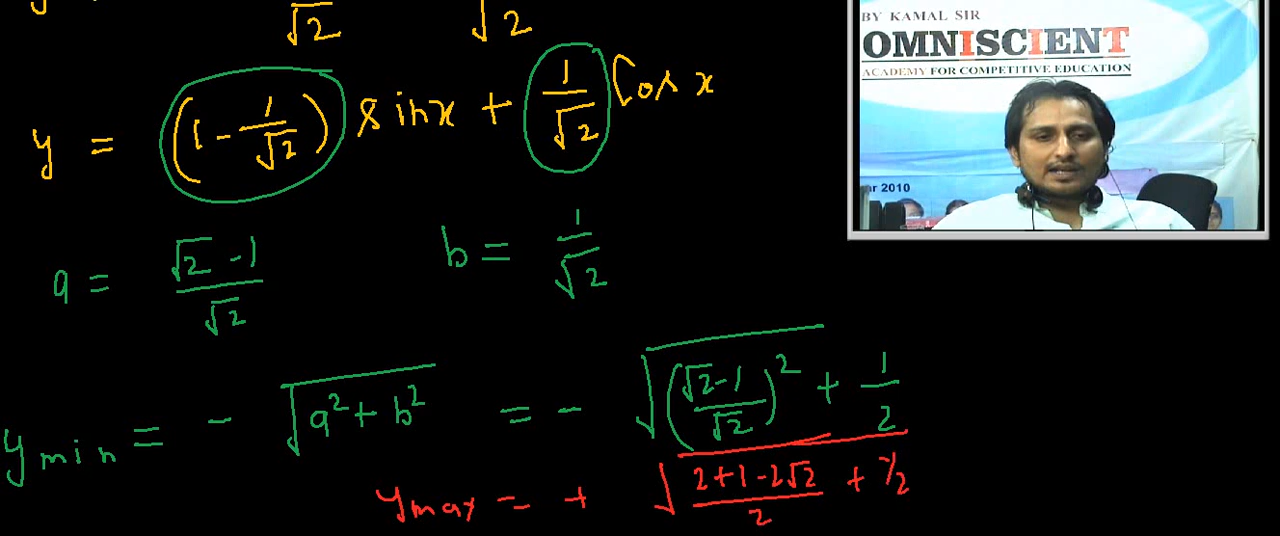 √2 √2
BY KAMAL SIR
OMNISCIENT
ACADEMY FOR COMPETITIVE EDUCATION
y = (1 - 1/√2) sinx + 1/√2 Cos x
2010
a = (√2 - 1)/√2 b = 1/√2
y min = - √(a² + b²) = - √(((√2 - 1)/√2)² + 1/2)
y max = + √((2+1-2√2)/2 + 1/2)